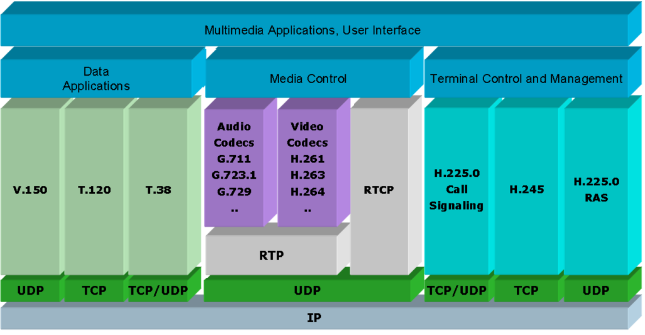 Multimedia Applications, User Interface
Data
Applications
Media Control
Terminal Control and Management
V.150
T.120
T.38
Audio
Codecs
G.711
G.723.1
G.729
..
Video
Codecs
H.261
H.263
H.264
..
RTP
RTCP
H.225.0
Call
Signaling
H.245
H.225.0
RAS
UDP
TCP
TCP/UDP
UDP
TCP/UDP
TCP
UDP
IP